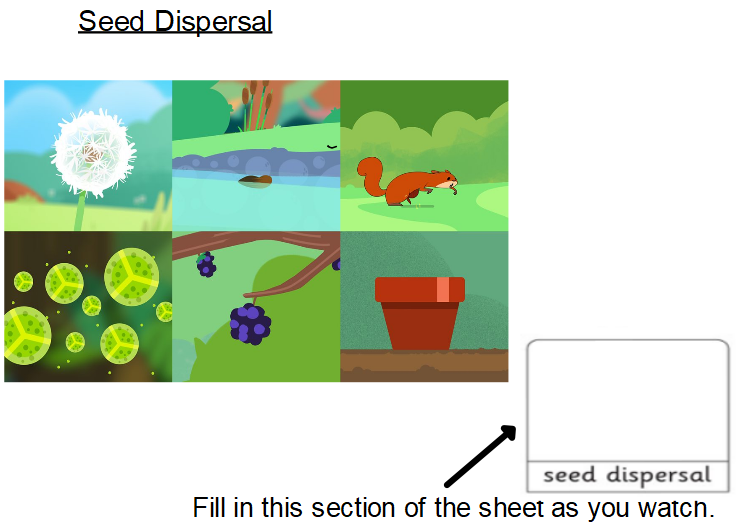 Seed Dispersal
seed dispersal
Fill in this section of the sheet as you watch.